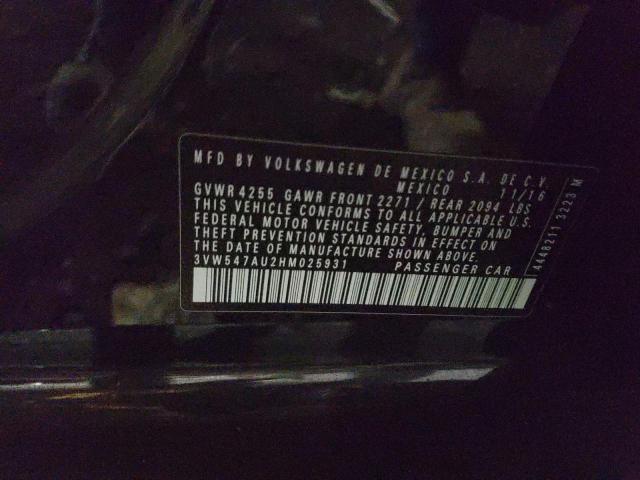 MFD BY VOLKSWAGEN DE MEXICO S.A. DE C.V.
MEXICO 11/16
GVWR 4255 GAWR FRONT 2271 / REAR 2094 LBS
THIS VEHICLE CONFORMS TO ALL APPLICABLE U.S.
FEDERAL MOTOR VEHICLE SAFETY, BUMPER AND
THEFT PREVENTION STANDARDS IN EFFECT ON
THE DATE OF MANUFACTURE SHOWN ABOVE.
3VW547AU2HM025931 PASSENGER CAR
4648211 3223 M